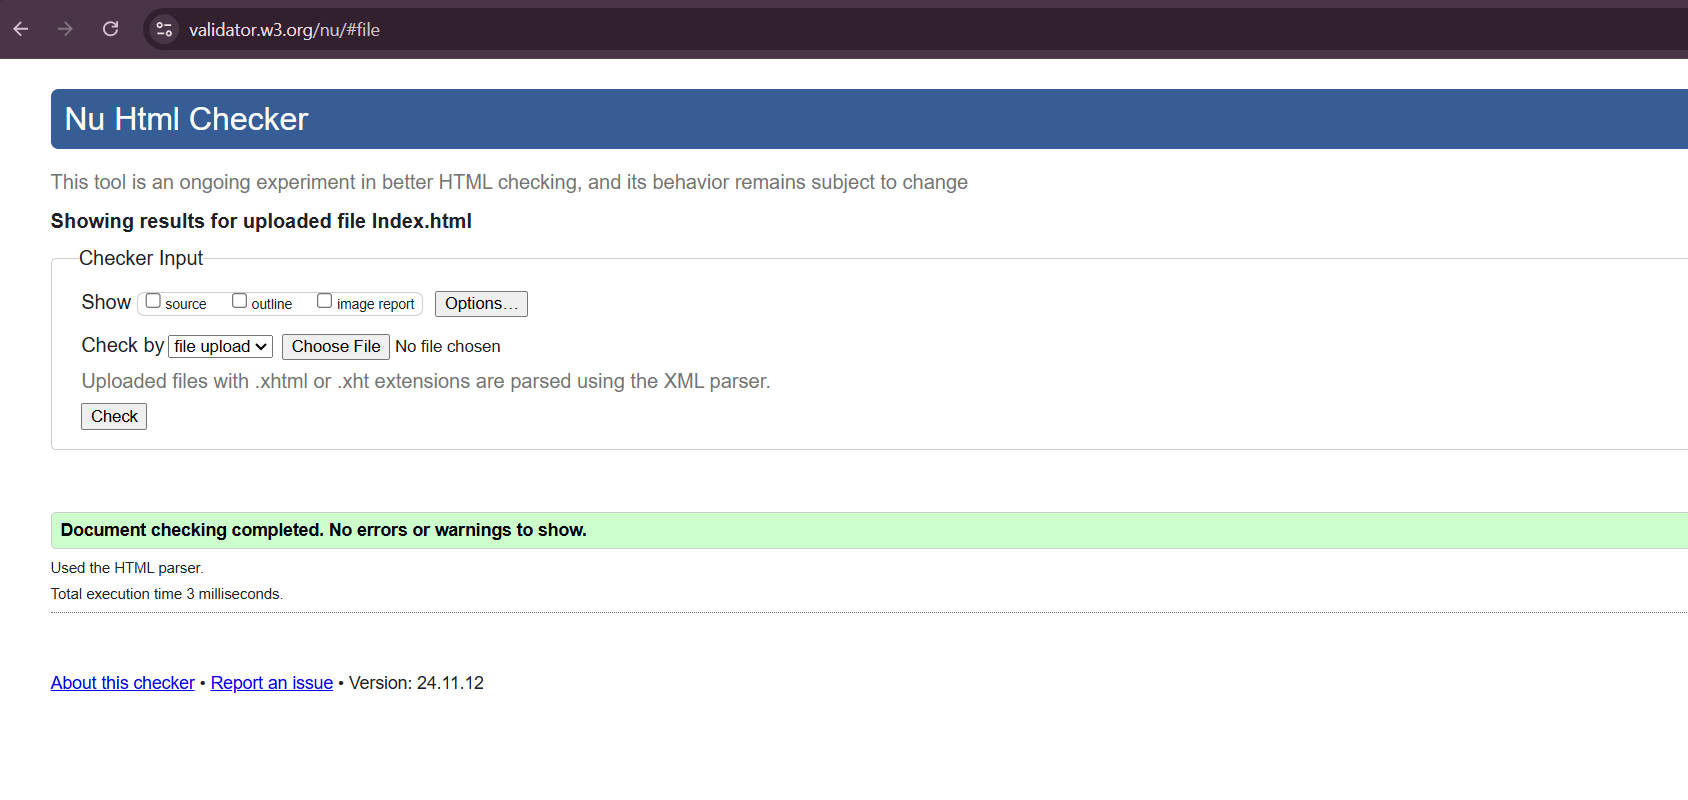 validator.w3.org/nu/#file
Nu Html Checker
This tool is an ongoing experiment in better HTML checking, and its behavior remains subject to change
Showing results for uploaded file Index.html
Checker Input
Show source outline image report Options…
Check by file upload Choose File No file chosen
Uploaded files with .xhtml or .xht extensions are parsed using the XML parser.
Check
Document checking completed. No errors or warnings to show.
Used the HTML parser.
Total execution time 3 milliseconds.
About this checker • Report an issue • Version: 24.11.12